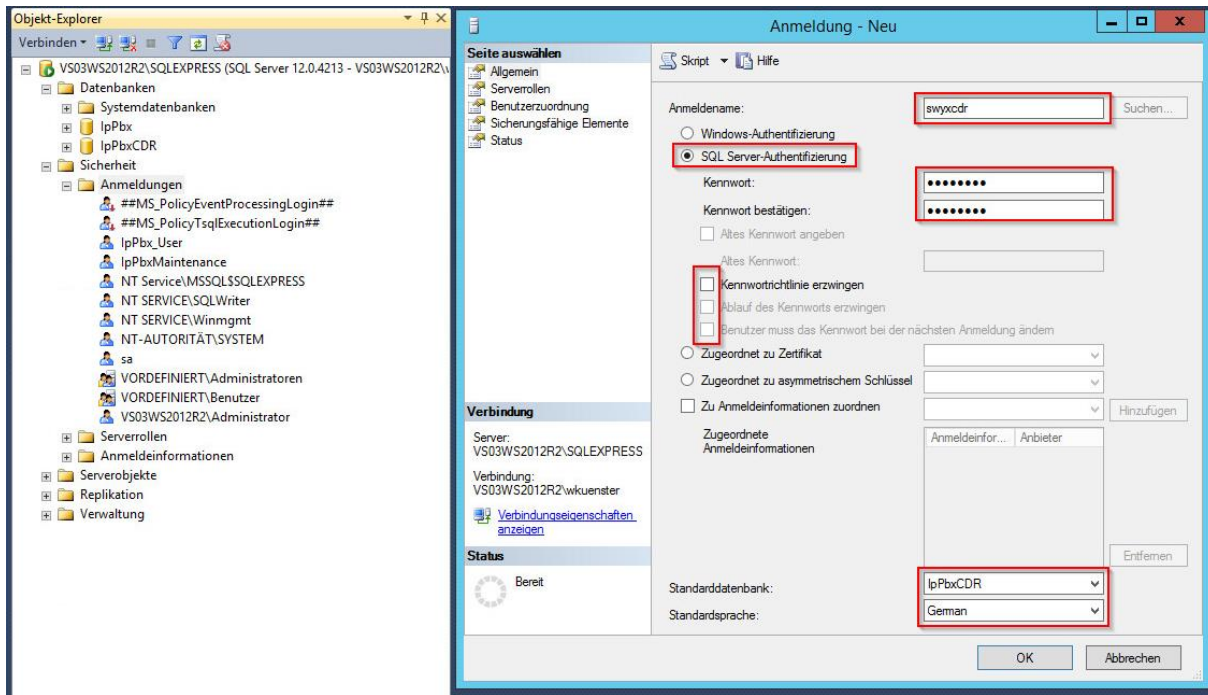 Objekt-Explorer
Verbinden
VS03WS2012R2\SQLEXPRESS (SQL Server 12.0.4213 - VS03WS2012R2\
Datenbanken
Systemdatenbanken
IpPbx
IpPbxCDR
Sicherheit
Anmeldungen
##MS_PolicyEventProcessingLogin##
##MS_PolicyTsqlExecutionLogin##
IpPbx_User
IpPbxMaintenance
NT Service\MSSQL$SQLEXPRESS
NT SERVICE\SQLWriter
NT SERVICE\Winmgmt
NT-AUTORITÄT\SYSTEM
sa
VORDEFINIERT\Administratoren
VORDEFINIERT\Benutzer
VS03WS2012R2\Administrator
Serverrollen
Anmeldeinformationen
Serverobjekte
Replikation
Verwaltung
Anmeldung - Neu
Seite auswählen
Allgemein
Serverrollen
Benutzerzuordnung
Sicherungsfähige Elemente
Status
Verbindung
Server:
VS03WS2012R2\SQLEXPRESS
Verbindung:
VS03WS2012R2\wkuenster
Verbindungseigenschaften
anzeigen
Status
Bereit
Skript Hilfe
Anmeldename: swyxcdr Suchen...
Windows-Authentifizierung
SQL Server-Authentifizierung
Kennwort: ●●●●●●●●
Kennwort bestätigen: ●●●●●●●●
Altes Kennwort angeben
Altes Kennwort:
Kennwortrichtlinie erzwingen
Ablauf des Kennworts erzwingen
Benutzer muss das Kennwort bei der nächsten Anmeldung ändern
Zugeordnet zu Zertifikat
Zugeordnet zu asymmetrischem Schlüssel
Zu Anmeldeinformationen zuordnen Hinzufügen
Zugeordnete Anmeldeinfor... Anbieter
Anmeldeinformationen
Entfernen
Standarddatenbank: IpPbxCDR
Standardsprache: German
OK Abbrechen